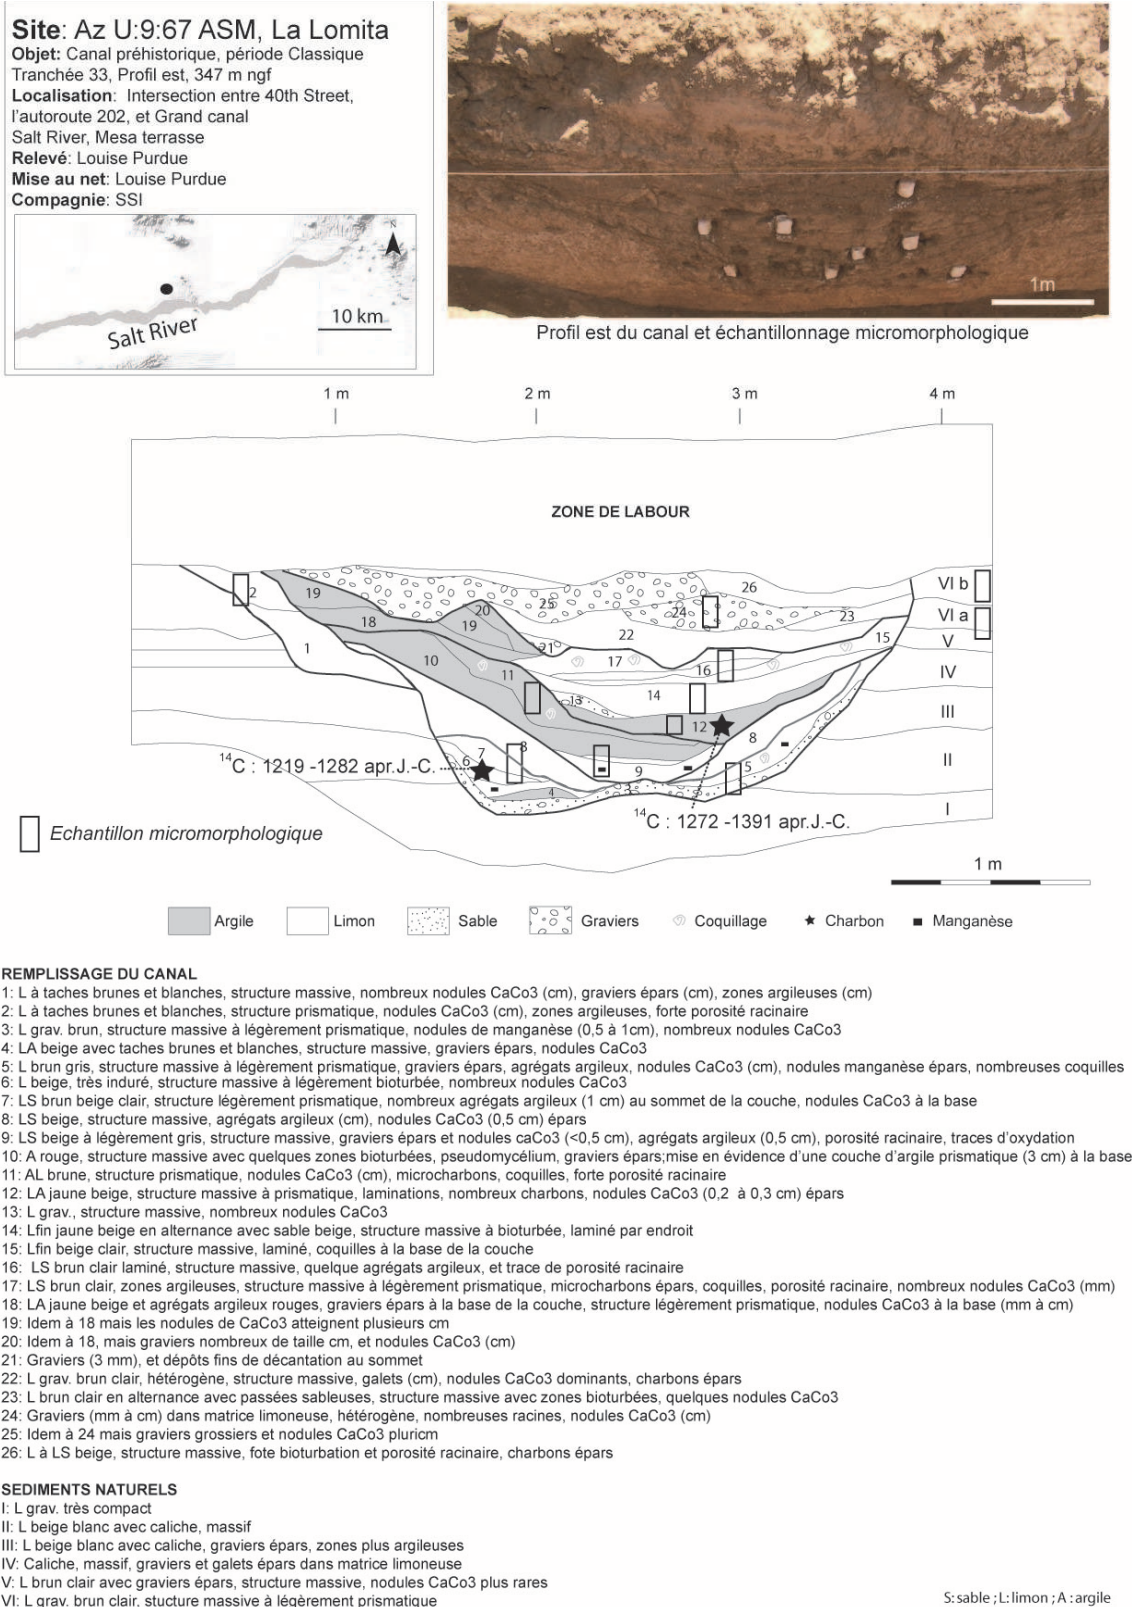 Site: Az U:9:67 ASM, La Lomita
Objet: Canal préhistorique, période Classique
Tranchée 33, Profil est, 347 m ngf
Localisation: Intersection entre 40th Street,
l'autoroute 202, et Grand canal
Salt River, Mesa terrasse
Relevé: Louise Purdue
Mise au net: Louise Purdue
Compagnie: SSI
N
10 km
Salt River
1m
Profil est du canal et échantillonnage micromorphologique
1 m 2 m 3 m 4 m
ZONE DE LABOUR
26
VI b
2
19
25
24
20
23
VI a
18
19
22
15
V
1
21
17
10
11
16
IV
13
14
III
12
8
7
8
6
5
II
9
4
3
I
14C : 1219 -1282 apr.J.-C.
14C : 1272 -1391 apr.J.-C.
Echantillon micromorphologique
1 m
Argile Limon Sable Graviers Coquillage Charbon Manganèse
REMPLISSAGE DU CANAL
1: L à taches brunes et blanches, structure massive, nombreux nodules CaCo3 (cm), graviers épars (cm), zones argileuses (cm)
2: L à taches brunes et blanches, structure prismatique, nodules CaCo3 (cm), zones argileuses, forte porosité racinaire
3: L grav. brun, structure massive à légèrement prismatique, nodules de manganèse (0,5 à 1cm), nombreux nodules CaCo3
4: LA beige avec taches brunes et blanches, structure massive, graviers épars, nodules CaCo3
5: L brun gris, structure massive à légèrement prismatique, graviers épars, agrégats argileux, nodules CaCo3 (cm), nodules manganèse épars, nombreuses coquilles
6: L beige, très induré, structure massive à légèrement bioturbée, nombreux nodules CaCo3
7: LS brun beige clair, structure légèrement prismatique, nombreux agrégats argileux (1 cm) au sommet de la couche, nodules CaCo3 à la base
8: LS beige, structure massive, agrégats argileux (cm), nodules CaCo3 (0,5 cm) épars
9: LS beige à légèrement gris, structure massive, graviers épars et nodules caCo3 (<0,5 cm), agrégats argileux (0,5 cm), porosité racinaire, traces d'oxydation
10: A rouge, structure massive avec quelques zones bioturbées, pseudomycélium, graviers épars;mise en évidence d'une couche d'argile prismatique (3 cm) à la base
11: AL brune, structure prismatique, nodules CaCo3 (cm), microcharbons, coquilles, forte porosité racinaire
12: LA jaune beige, structure massive à prismatique, laminations, nombreux charbons, nodules CaCo3 (0,2 à 0,3 cm) épars
13: L grav., structure massive, nombreux nodules CaCo3
14: Lfin jaune beige en alternance avec sable beige, structure massive à bioturbée, laminé par endroit
15: Lfin beige clair, structure massive, laminé, coquilles à la base de la couche
16: LS brun clair laminé, structure massive, quelque agrégats argileux, et trace de porosité racinaire
17: LS brun clair, zones argileuses, structure massive à légèrement prismatique, microcharbons épars, coquilles, porosité racinaire, nombreux nodules CaCo3 (mm)
18: LA jaune beige et agrégats argileux rouges, graviers épars à la base de la couche, structure légèrement prismatique, nodules CaCo3 à la base (mm à cm)
19: Idem à 18 mais les nodules de CaCo3 atteignent plusieurs cm
20: Idem à 18, mais graviers nombreux de taille cm, et nodules CaCo3 (cm)
21: Graviers (3 mm), et dépôts fins de décantation au sommet
22: L grav. brun clair, hétérogène, structure massive, galets (cm), nodules CaCo3 dominants, charbons épars
23: L brun clair en alternance avec passées sableuses, structure massive avec zones bioturbées, quelques nodules CaCo3
24: Graviers (mm à cm) dans matrice limoneuse, hétérogène, nombreuses racines, nodules CaCo3 (cm)
25: Idem à 24 mais graviers grossiers et nodules CaCo3 pluricm
26: L à LS beige, structure massive, fote bioturbation et porosité racinaire, charbons épars
SEDIMENTS NATURELS
I: L grav. très compact
II: L beige blanc avec caliche, massif
III: L beige blanc avec caliche, graviers épars, zones plus argileuses
IV: Caliche, massif, graviers et galets épars dans matrice limoneuse
V: L brun clair avec graviers épars, structure massive, nodules CaCo3 plus rares
VI: L grav. brun clair. stucture massive à légèrement prismatique
S: sable ; L: limon ; A : argile